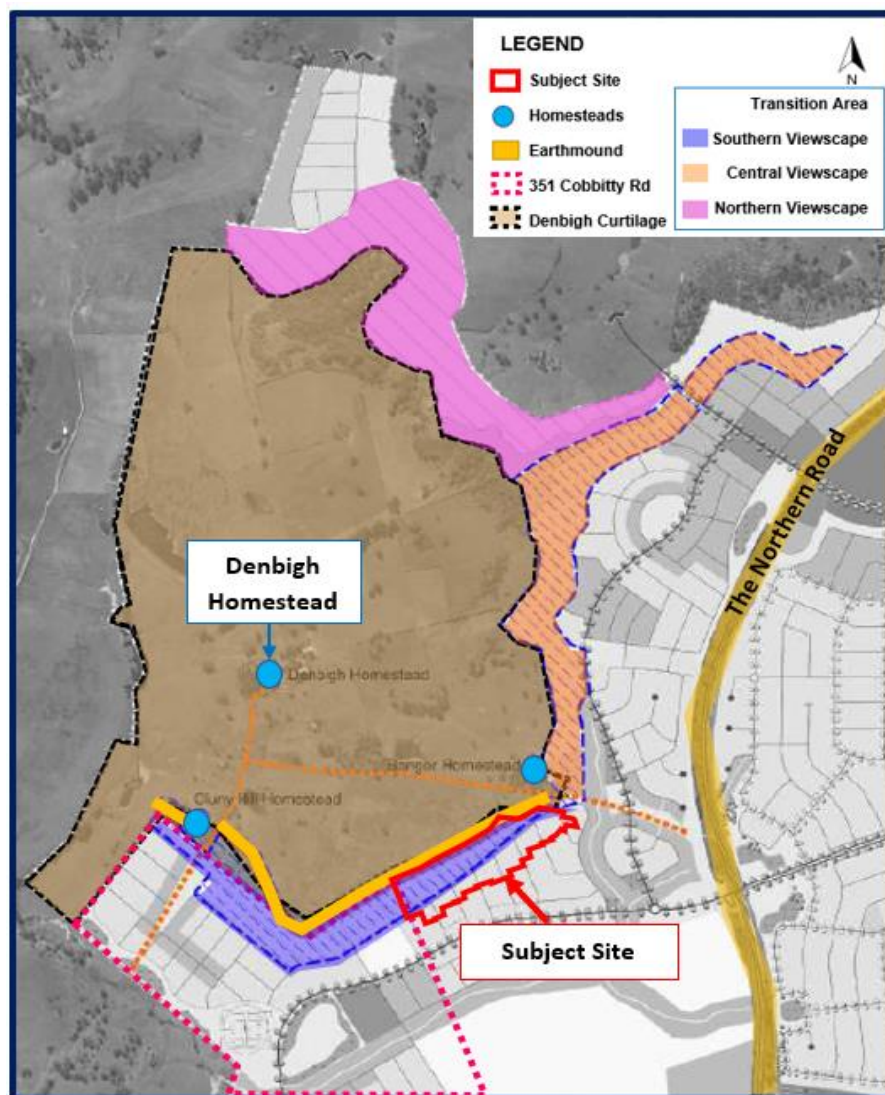 LEGEND
Subject Site
Homesteads
Earthmound
351 Cobbitty Rd
Denbigh Curtilage
N
Transition Area
Southern Viewscape
Central Viewscape
Northern Viewscape
The Northern Road
Denbigh
Homestead
Denbigh Homestead
Bangor Homestead
Cluny Hill Homestead
Subject Site